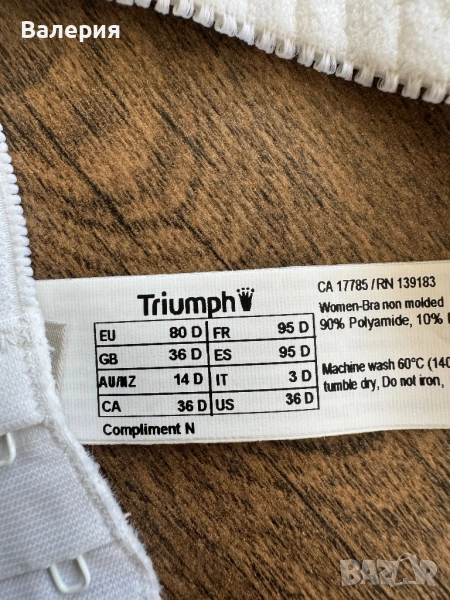 Валерия
Triumph
EU 80 D FR 95 D
GB 36 D ES 95 D
AU/NZ 14 D IT 3 D
CA 36 D US 36 D
Compliment N
CA 17785 / RN 139183
Women-Bra non molded
90% Polyamide, 10%
Machine wash 60°C (140
tumble dry, Do not iron,
BAZAR